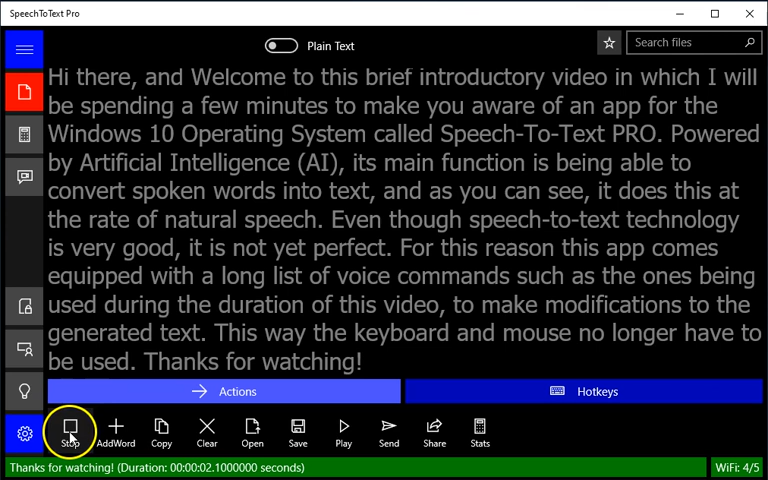 SpeechToText Pro
Plain Text
Search files
Hi there, and Welcome to this brief introductory video in which I will
be spending a few minutes to make you aware of an app for the
Windows 10 Operating System called Speech-To-Text PRO. Powered
by Artificial Intelligence (AI), its main function is being able to
convert spoken words into text, and as you can see, it does this at
the rate of natural speech. Even though speech-to-text technology
is very good, it is not yet perfect. For this reason this app comes
equipped with a long list of voice commands such as the ones being
used during the duration of this video, to make modifications to the
generated text. This way the keyboard and mouse no longer have to
be used. Thanks for watching!
Actions
Hotkeys
Stop AddWord Copy Clear Open Save Play Send Share Stats
Thanks for watching! (Duration: 00:00:02.1000000 seconds)
WiFi: 4/5